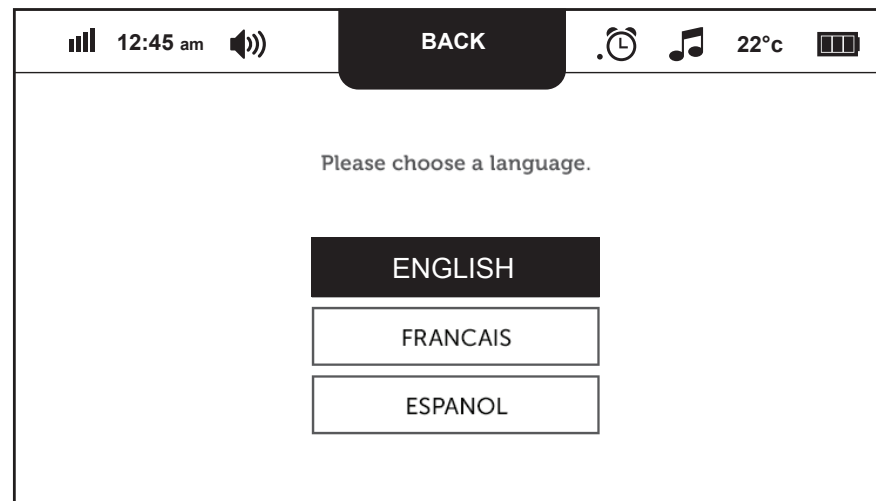 12:45 am BACK 22°c
Please choose a language.
ENGLISH
FRANCAIS
ESPANOL